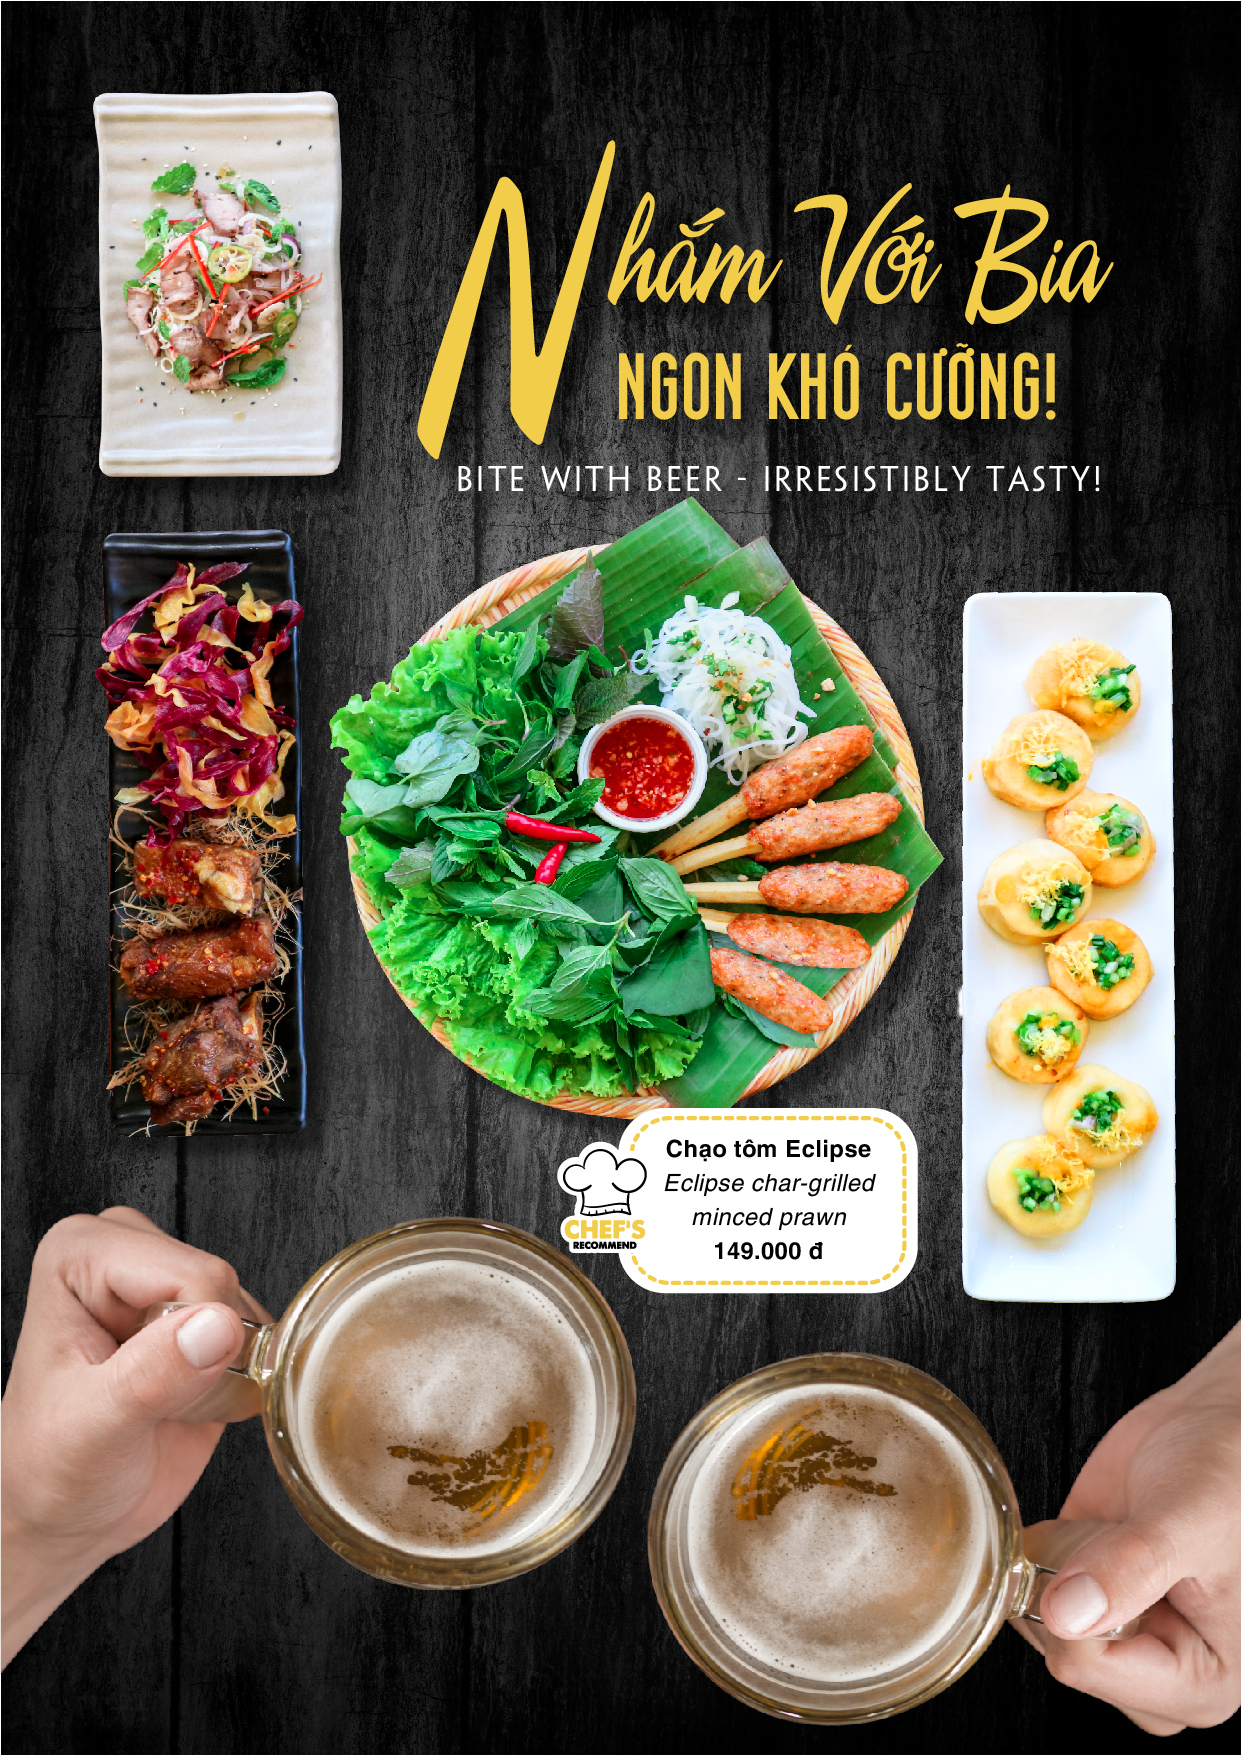 Nhắm Với Bia
NGON KHÓ CƯỠNG!
BITE WITH BEER - IRRESISTIBLY TASTY!
Chạo tôm Eclipse
Eclipse char-grilled
minced prawn
149.000 đ
CHEF'S
RECOMMEND